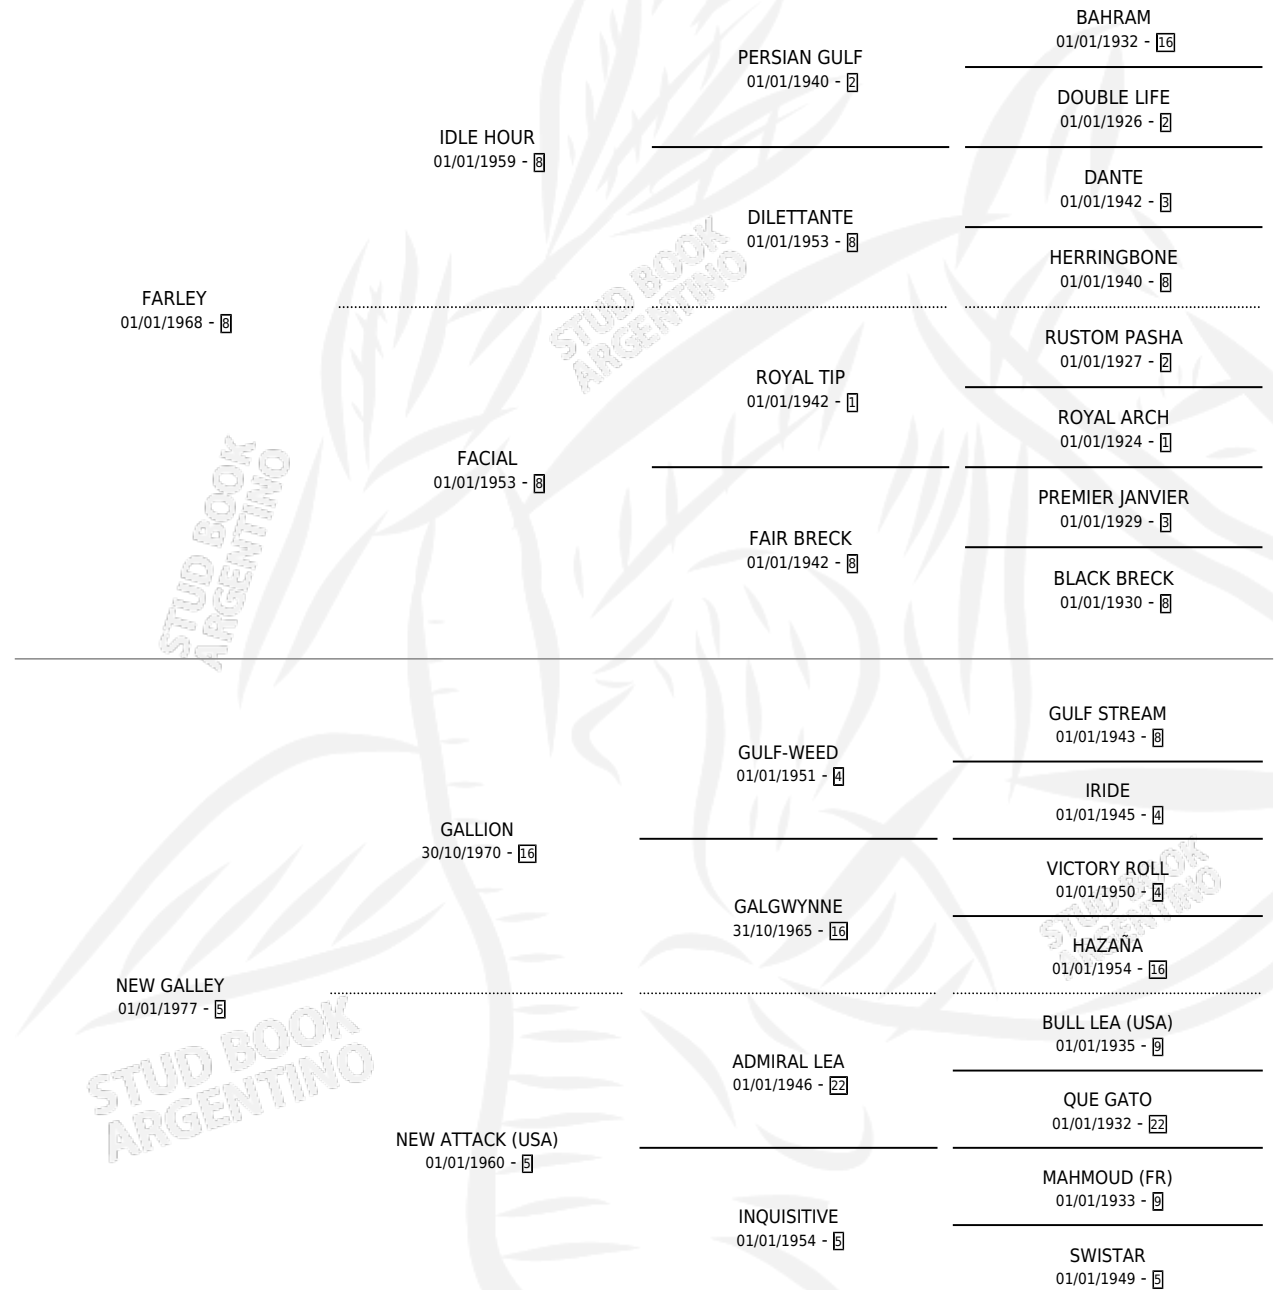 BAHRAM
01/01/1932 - 16
PERSIAN GULF
01/01/1940 - 2
DOUBLE LIFE
01/01/1926 - 2
IDLE HOUR
01/01/1959 - 8
DANTE
01/01/1942 - 3
DILETTANTE
01/01/1953 - 8
HERRINGBONE
01/01/1940 - 8
FARLEY
01/01/1968 - 8
RUSTOM PASHA
01/01/1927 - 2
ROYAL TIP
01/01/1942 - 1
ROYAL ARCH
01/01/1924 - 1
FACIAL
01/01/1953 - 8
PREMIER JANVIER
01/01/1929 - 3
FAIR BRECK
01/01/1942 - 8
BLACK BRECK
01/01/1930 - 8
STUD BOOK
ARGENTINO
STUD BOOK
ARGENTINO
GULF STREAM
01/01/1943 - 8
GULF-WEED
01/01/1951 - 4
IRIDE
01/01/1945 - 4
GALLION
30/10/1970 - 16
VICTORY ROLL
01/01/1950 - 4
GALGWYNNE
31/10/1965 - 16
HAZAÑA
01/01/1954 - 16
NEW GALLEY
01/01/1977 - 5
BULL LEA (USA)
01/01/1935 - 9
ADMIRAL LEA
01/01/1946 - 22
QUE GATO
01/01/1932 - 22
NEW ATTACK (USA)
01/01/1960 - 5
MAHMOUD (FR)
01/01/1933 - 9
INQUISITIVE
01/01/1954 - 5
SWISTAR
01/01/1949 - 5
STUD BOOK
ARGENTINO
STUD BOOK
ARGENTINO